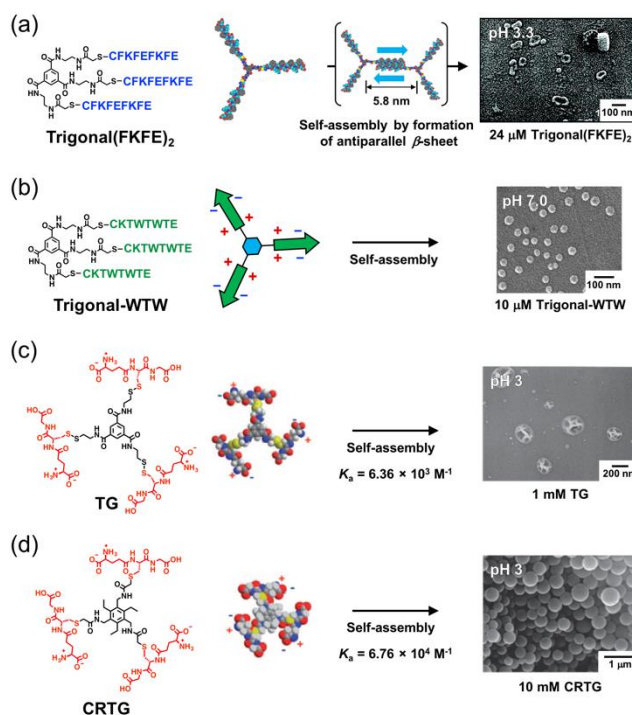 (a)
CFKFEFKFE
CFKFEFKFE
CFKFEFKFE
Trigonal(FKFE)₂
5.8 nm
Self-assembly by formation
of antiparallel β-sheet
pH 3.3
100 nm
24 μM Trigonal(FKFE)₂
(b)
CKTWTWTE
CKTWTWTE
CKTWTWTE
Trigonal-WTW
Self-assembly
pH 7.0
100 nm
10 μM Trigonal-WTW
(c)
TG
Self-assembly
Kₐ = 6.36 × 10³ M⁻¹
pH 3
200 nm
1 mM TG
(d)
CRTG
Self-assembly
Kₐ = 6.76 × 10⁴ M⁻¹
pH 3
1 μm
10 mM CRTG